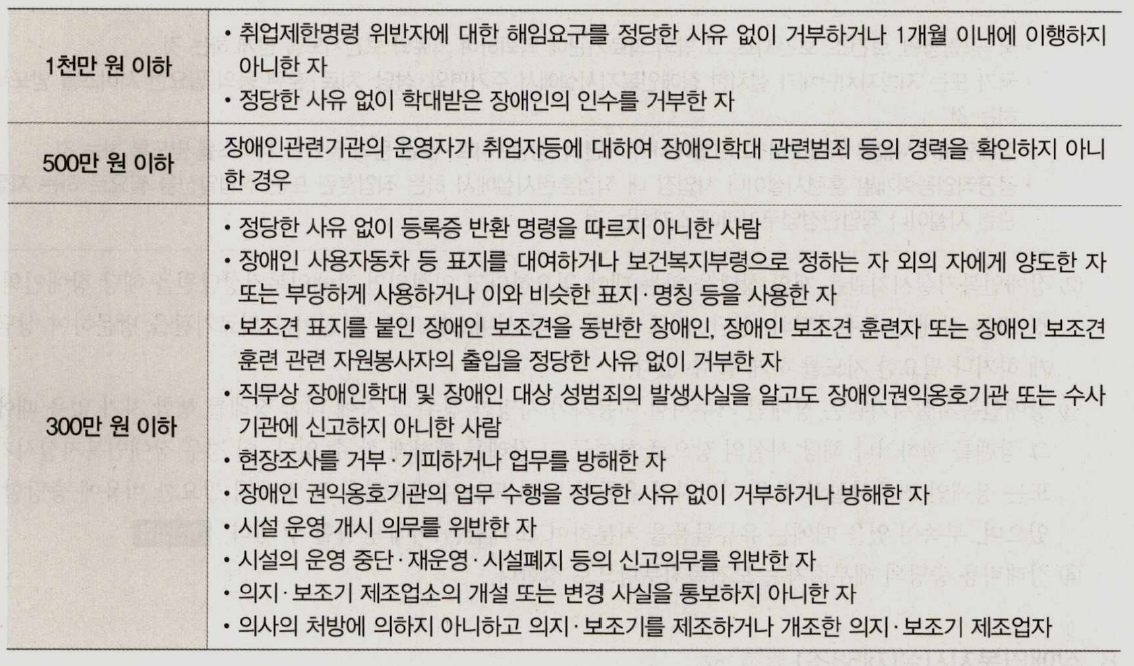 1천만 원 이하
• 취업제한명령 위반자에 대한 해임요구를 정당한 사유 없이 거부하거나 1개월 이내에 이행하지
아니한 자
• 정당한 사유 없이 학대받은 장애인의 인수를 거부한 자
500만 원 이하
장애인관련기관의 운영자가 취업자등에 대하여 장애인학대 관련범죄 등의 경력을 확인하지 아니
한 경우
300만 원 이하
• 정당한 사유 없이 등록증 반환 명령을 따르지 아니한 사람
• 장애인 사용자동차 등 표지를 대여하거나 보건복지부령으로 정하는 자 외의 자에게 양도한 자
또는 부당하게 사용하거나 이와 비슷한 표지·명칭 등을 사용한 자
• 보조견 표지를 붙인 장애인 보조견을 동반한 장애인, 장애인 보조견 훈련자 또는 장애인 보조견
훈련 관련 자원봉사자의 출입을 정당한 사유 없이 거부한 자
• 직무상 장애인학대 및 장애인 대상 성범죄의 발생사실을 알고도 장애인권익옹호기관 또는 수사
기관에 신고하지 아니한 사람
• 현장조사를 거부·기피하거나 업무를 방해한 자
• 장애인 권익옹호기관의 업무 수행을 정당한 사유 없이 거부하거나 방해한 자
• 시설 운영 개시 의무를 위반한 자
• 시설의 운영 중단·재운영·시설폐지 등의 신고의무를 위반한 자
• 의지·보조기 제조업소의 개설 또는 변경 사실을 통보하지 아니한 자
• 의사의 처방에 의하지 아니하고 의지·보조기를 제조하거나 개조한 의지·보조기 제조업자